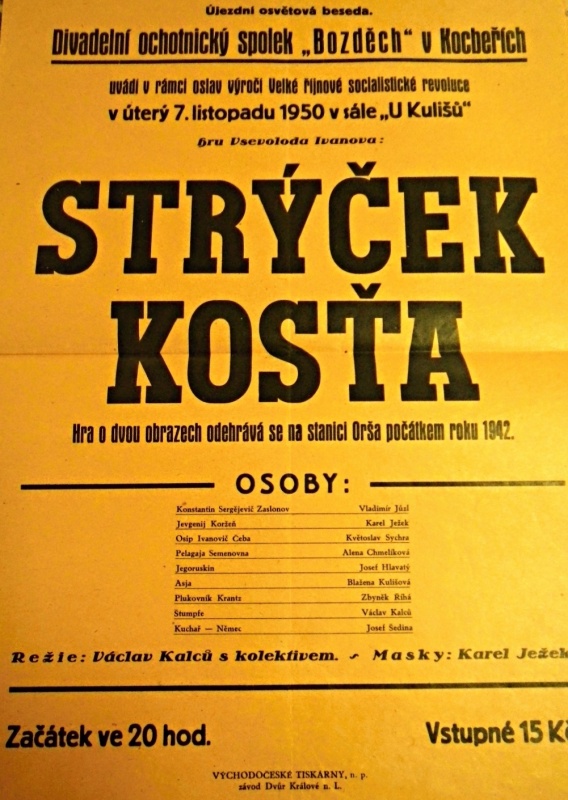 Újezdní osvětová beseda.
Divadelní ochotnický spolek „Bozděch“ v Kocbeřích
uvádí v rámci oslav výročí Velké říjnové socialistické revoluce
v úterý 7. listopadu 1950 v sále „U Kulišů“
hru Vsevoloda Ivanova:
STRÝČEK
KOSŤA
Hra o dvou obrazech odehrává se na stanici Orša počátkem roku 1942.
OSOBY:
Konstantin Sergějevič Zaslonov Vladimír Jůzl
Jevgenij Koržeň Karel Ježek
Osip Ivanovič Čeba Květoslav Sychra
Pelagaja Semenovna Alena Chmelíková
Jegoruskin Josef Hlavatý
Asja Blažena Kulišová
Plukovník Krantz Zbyněk Říha
Stumpfe Václav Kalců
Kuchař — Němec Josef Sedina
Režie: Václav Kalců s kolektivem. ~ Masky: Karel Ježek
Začátek ve 20 hod. Vstupné 15 Kč
VÝCHODOČESKÉ TISKÁRNY, n. p.
závod Dvůr Králové n. L.